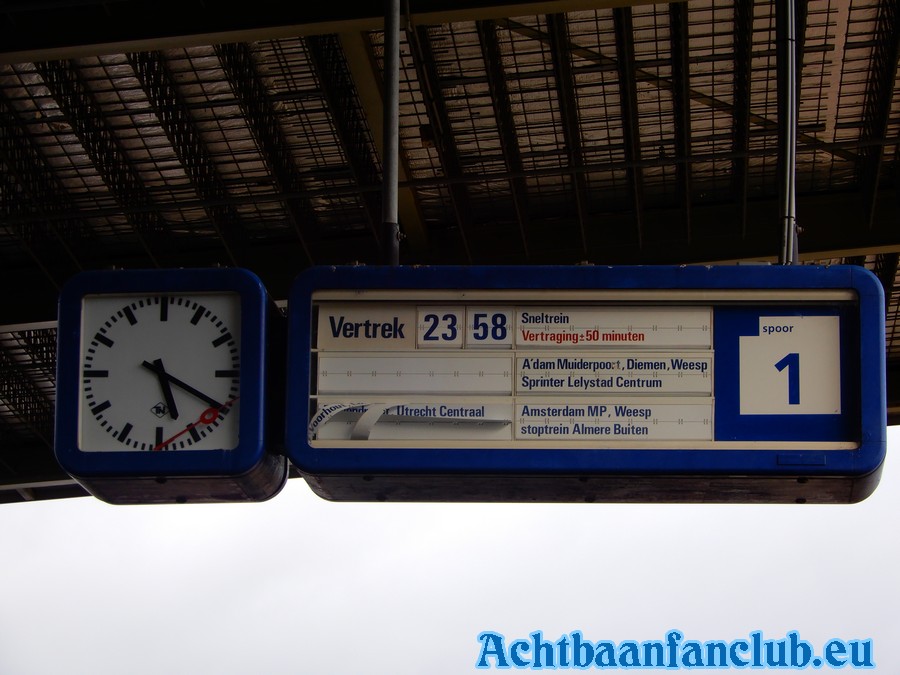 Vertrek 23 58 Sneltrein
Vertraging±50 minuten
A'dam Muiderpoort, Diemen, Weesp
Sprinter Lelystad Centrum
Voorhout Utrecht Centraal
Amsterdam MP, Weesp
stoptrein Almere Buiten
spoor
1
Achtbaanfanclub.eu